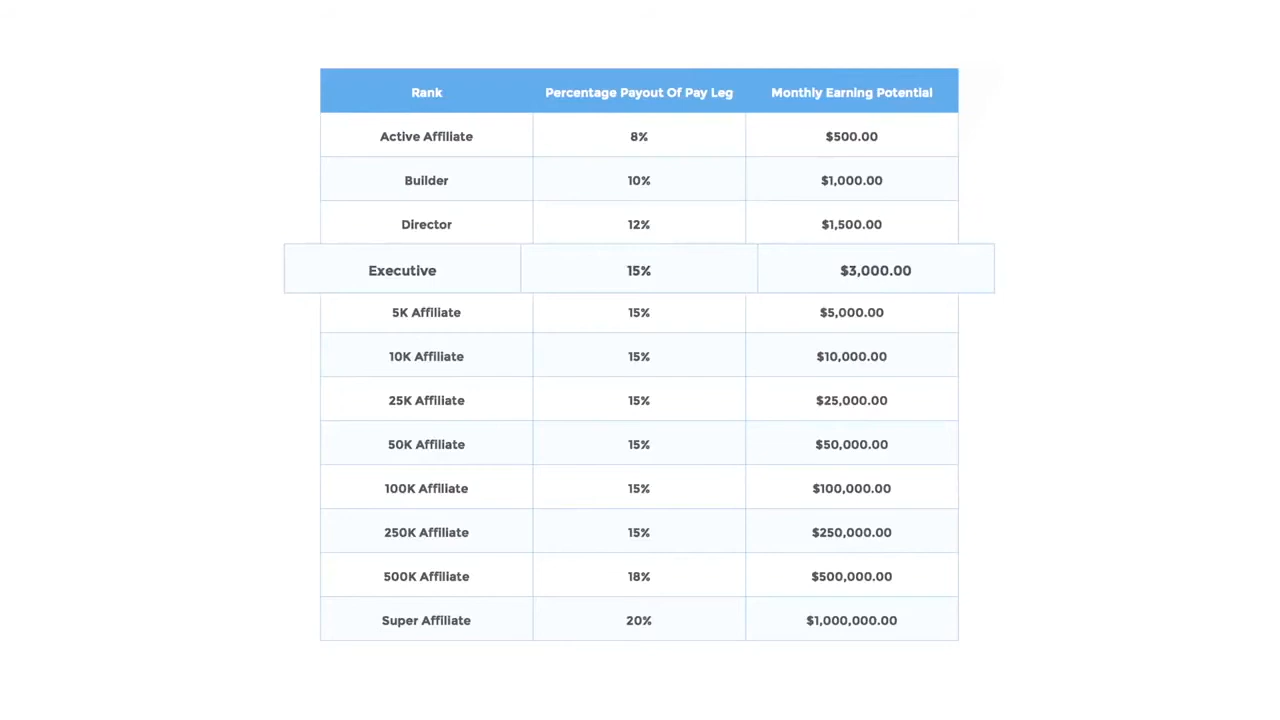 Rank Percentage Payout Of Pay Leg Monthly Earning Potential
Active Affiliate 8% $500.00
Builder 10% $1,000.00
Director 12% $1,500.00
Executive 15% $3,000.00
5K Affiliate 15% $5,000.00
10K Affiliate 15% $10,000.00
25K Affiliate 15% $25,000.00
50K Affiliate 15% $50,000.00
100K Affiliate 15% $100,000.00
250K Affiliate 15% $250,000.00
500K Affiliate 18% $500,000.00
Super Affiliate 20% $1,000,000.00